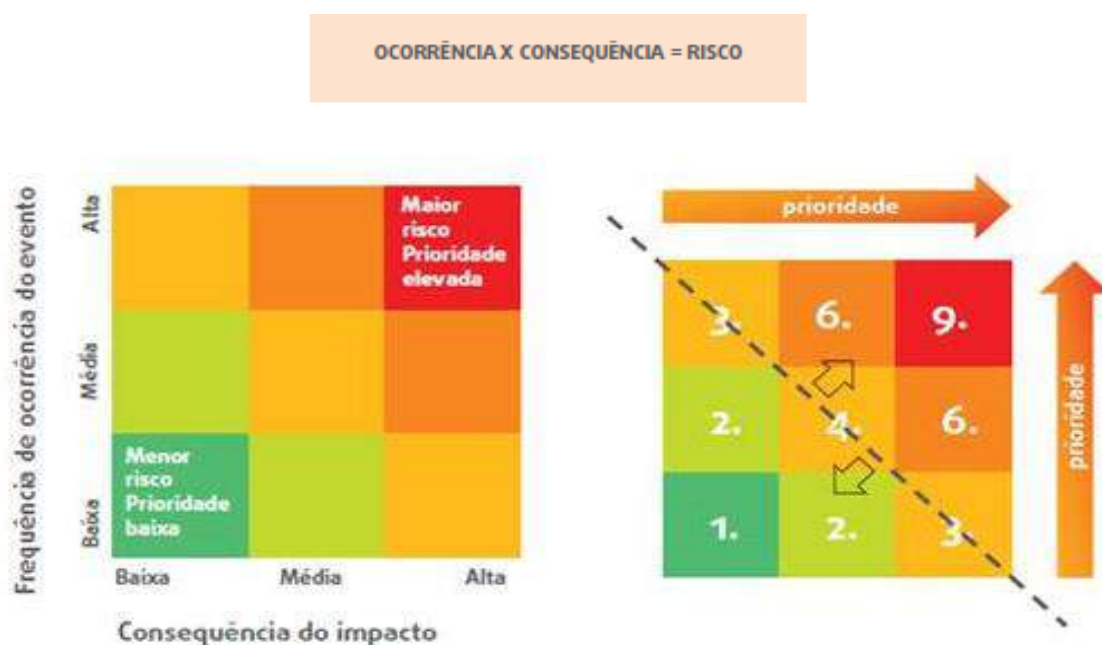 OCORRÊNCIA X CONSEQUÊNCIA = RISCO
Frequência de ocorrência do evento
Alta
Média
Baixa
Maior
risco
Prioridade
elevada
Menor
risco
Prioridade
baixa
Baixa
Média
Alta
Consequência do impacto
prioridade
3.
6.
9.
2.
4.
6.
1.
2.
3.
prioridade